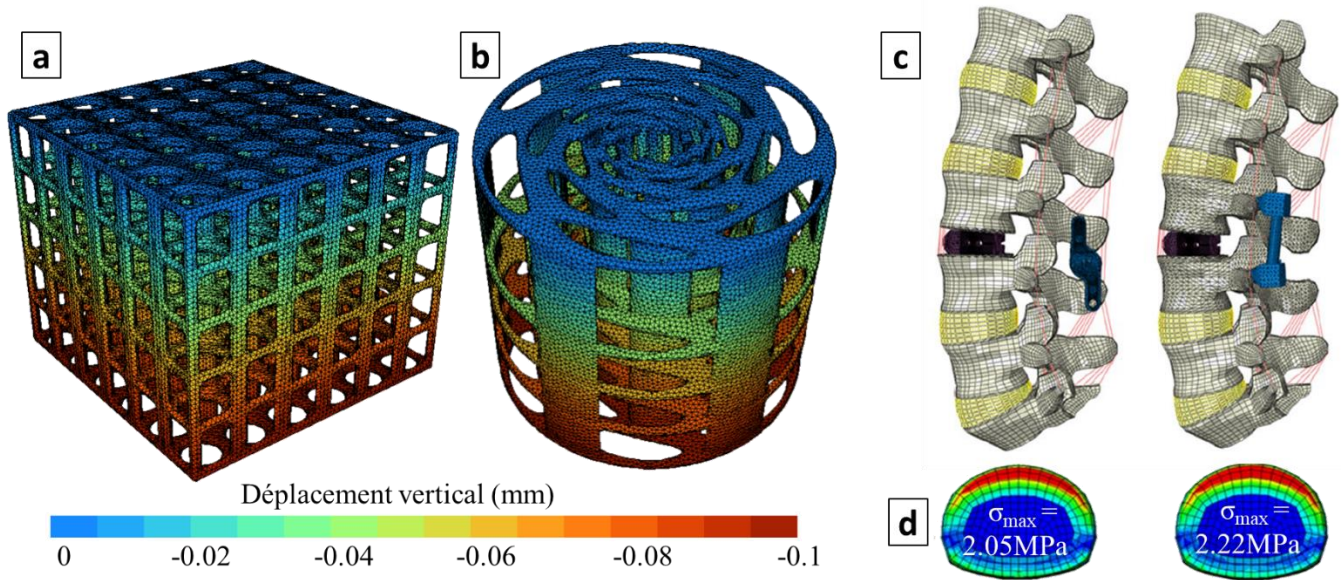 a
b
c
Déplacement vertical (mm)
0 -0.02 -0.04 -0.06 -0.08 -0.1
d
σmax =
2.05MPa
σmax =
2.22MPa